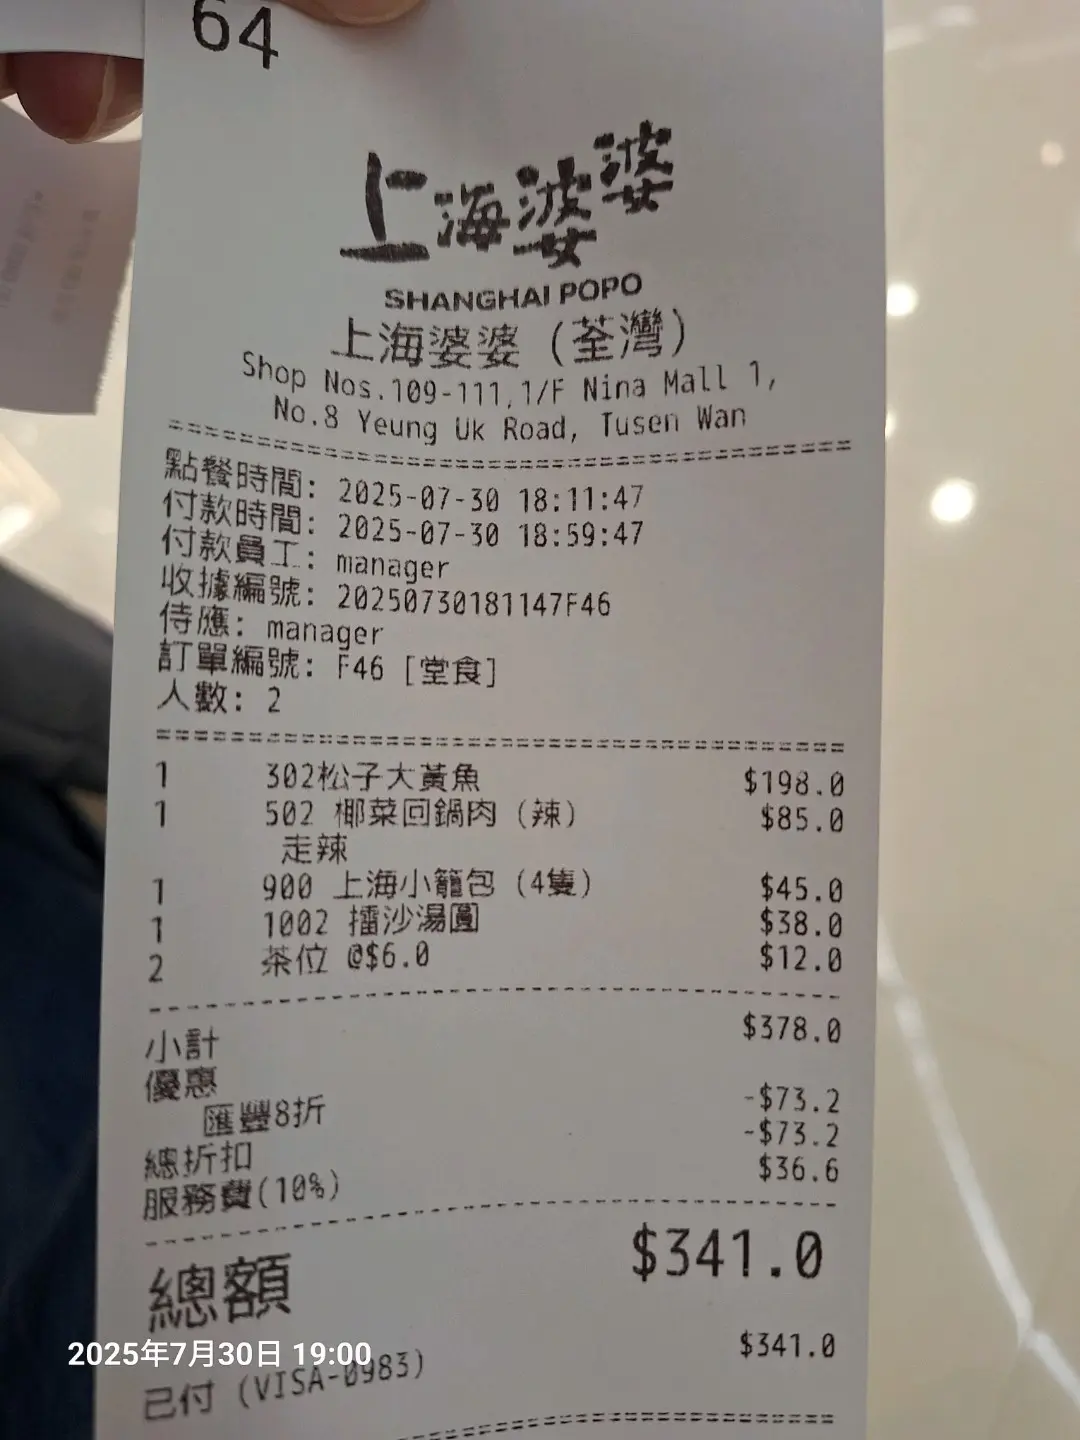 64
上海婆婆
SHANGHAI POPO
上海婆婆 (荃灣)
Shop Nos.109-111,1/F Nina Mall 1,
No.8 Yeung Uk Road, Tusen Wan
點餐時間: 2025-07-30 18:11:47
付款時間: 2025-07-30 18:59:47
付款員工: manager
收據編號: 20250730181147F46
侍應: manager
訂單編號: F46 [堂食]
人數: 2
1 302松子大黃魚 $198.0
1 502 椰菜回鍋肉 (辣) $85.0
走辣
1 900 上海小籠包 (4隻) $45.0
1 1002 擂沙湯圓 $38.0
2 茶位 @$6.0 $12.0
小計 $378.0
優惠
匯豐8折 -$73.2
總折扣 -$73.2
服務費(10%) $36.6
總額 $341.0
2025年7月30日 19:00
已付 (VISA-0983) $341.0